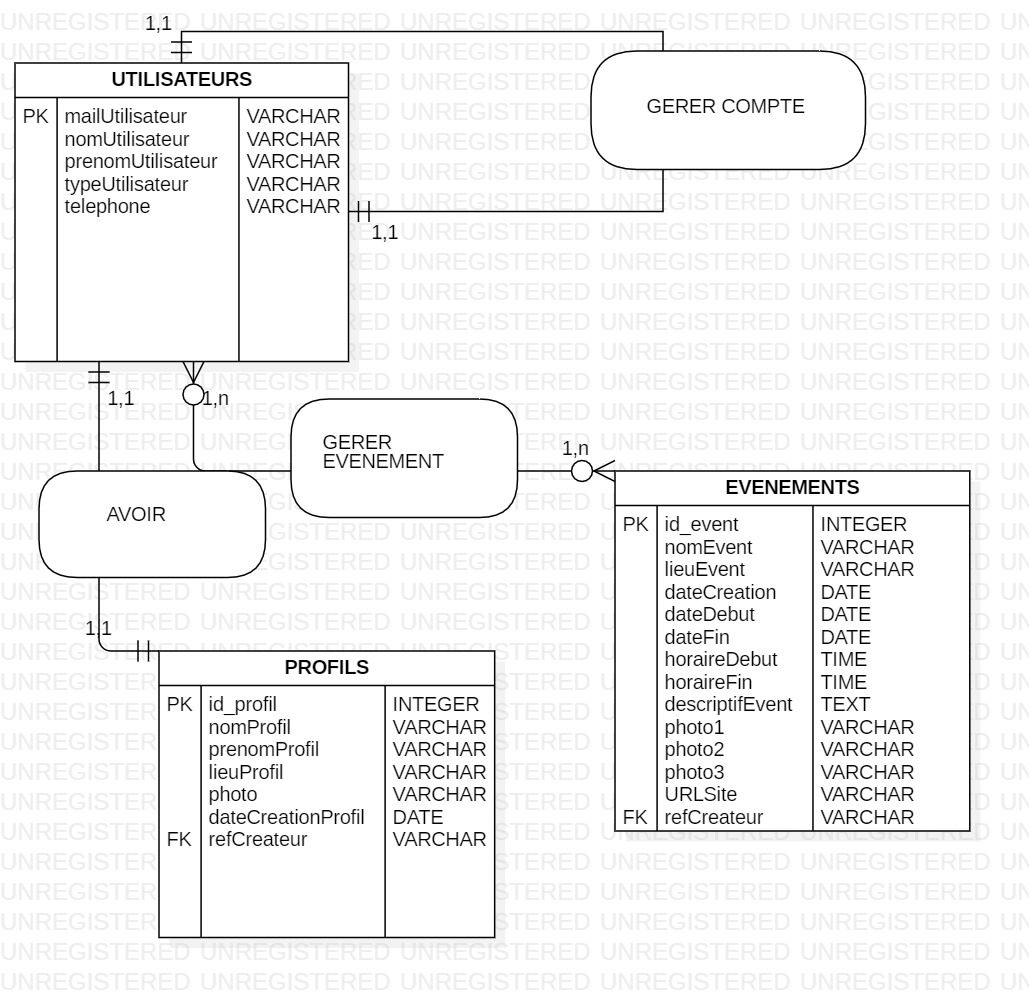 1,1
UTILISATEURS
PK mailUtilisateur VARCHAR
nomUtilisateur VARCHAR
prenomUtilisateur VARCHAR
typeUtilisateur VARCHAR
telephone VARCHAR
GERER COMPTE
1,1
1,1
1,n
GERER
EVENEMENT
1,n
AVOIR
1,1
EVENEMENTS
PK id_event INTEGER
nomEvent VARCHAR
lieuEvent VARCHAR
dateCreation DATE
dateDebut DATE
dateFin DATE
horaireDebut TIME
horaireFin TIME
descriptifEvent TEXT
photo1 VARCHAR
photo2 VARCHAR
photo3 VARCHAR
URLSite VARCHAR
FK refCreateur VARCHAR
PROFILS
PK id_profil INTEGER
nomProfil VARCHAR
prenomProfil VARCHAR
lieuProfil VARCHAR
photo VARCHAR
dateCreationProfil DATE
FK refCreateur VARCHAR
UNREGISTERED